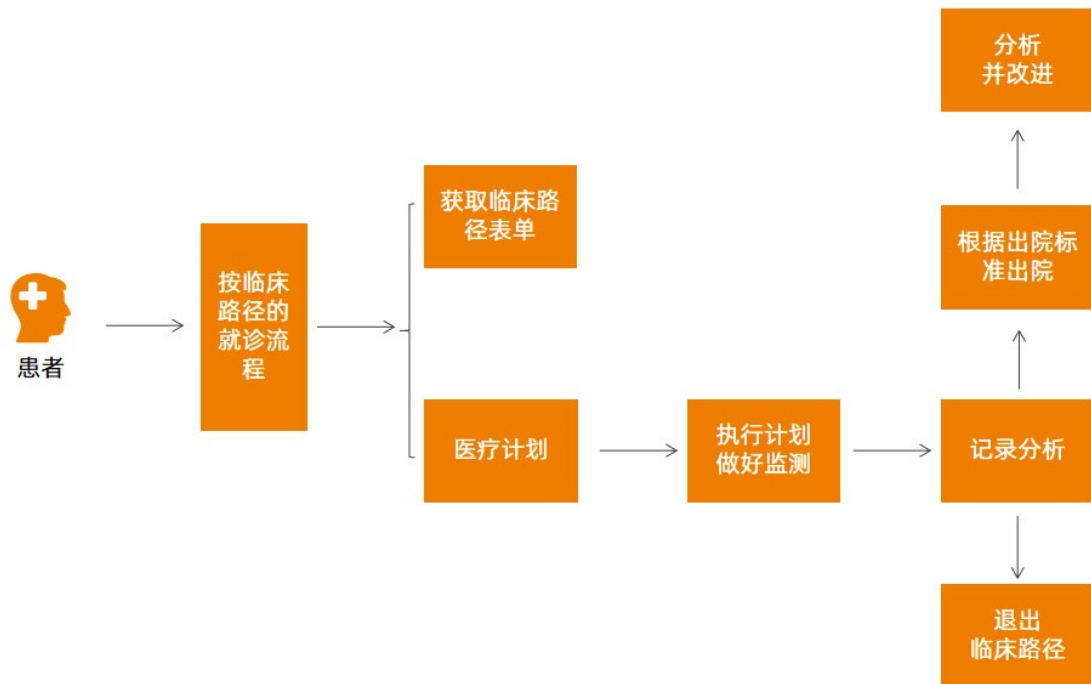 患者
按临床
路径的
就诊流
程
获取临床路
径表单
医疗计划
执行计划
做好监测
记录分析
根据出院标
准出院
分析
并改进
退出
临床路径